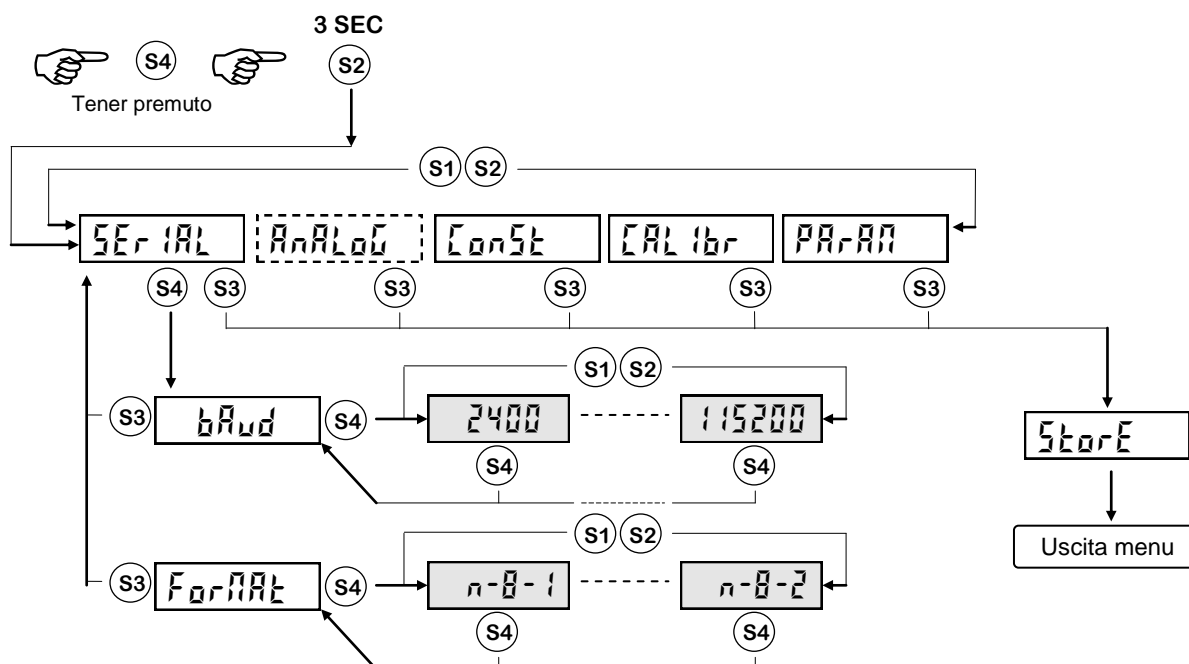 3 SEC
S4 S2
Tener premuto
S1 S2
SEr IAL AnALoG ConSt CAL Ibr PArAM
S4 S3 S3 S3 S3 S3
S1 S2
S3 bAud S4 2400 115200
StorE
S4 S4
S1 S2
Uscita menu
S3 ForMAt S4 n-8-1 n-8-2
S4 S4